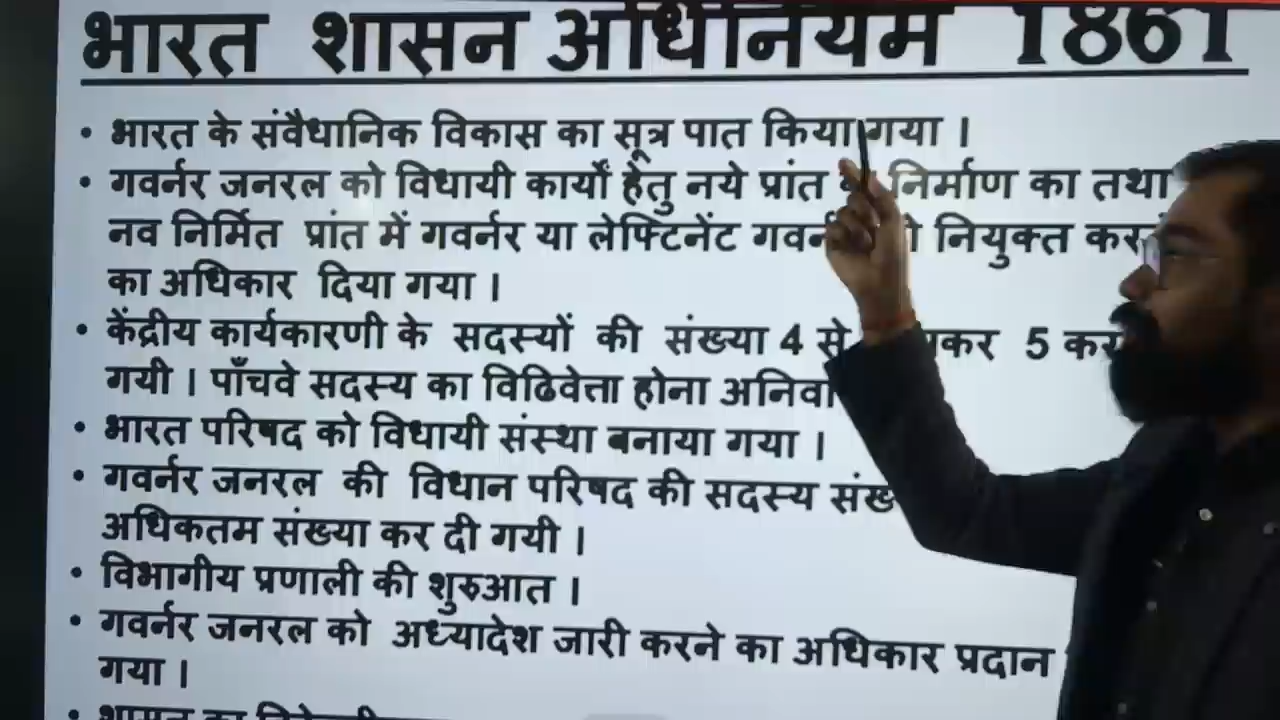 भारत शासन अधिनियम 1861
• भारत के संवैधानिक विकास का सूत्र पात किया गया ।
• गवर्नर जनरल को विधायी कार्यों हेतु नये प्रांत निर्माण का तथा
नव निर्मित प्रांत में गवर्नर या लेफ्टिनेंट नियुक्त
का अधिकार दिया गया ।
• केंद्रीय कार्यकारणी के सदस्यों की संख्या 4 से 5
गयी । पाँचवे सदस्य का विढिवेत्ता होना
• भारत परिषद को विधायी संस्था बनाया गया ।
• गवर्नर जनरल की विधान परिषद की सदस्य
अधिकतम संख्या कर दी गयी ।
• विभागीय प्रणाली की शुरुआत ।
• गवर्नर जनरल को अध्यादेश जारी करने का अधिकार प्रदान
गया ।